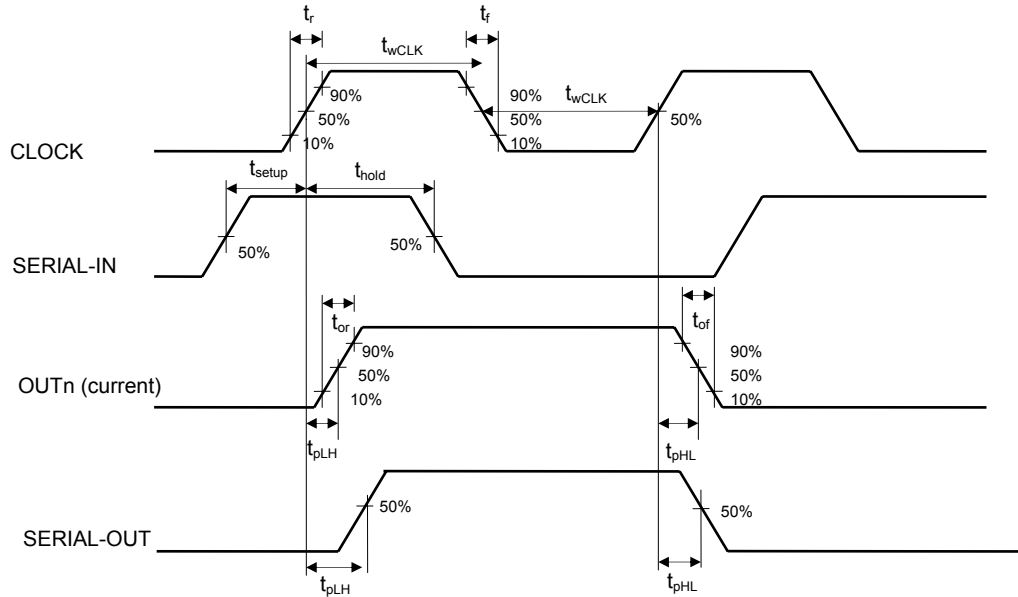 tr
tf
twCLK
90%
50%
10%
90%
50%
10%
twCLK
50%
CLOCK
tsetup
thold
50%
50%
SERIAL-IN
tor
tof
90%
50%
10%
90%
50%
10%
OUTn (current)
tpLH
tpHL
50%
50%
SERIAL-OUT
tpLH
tpHL